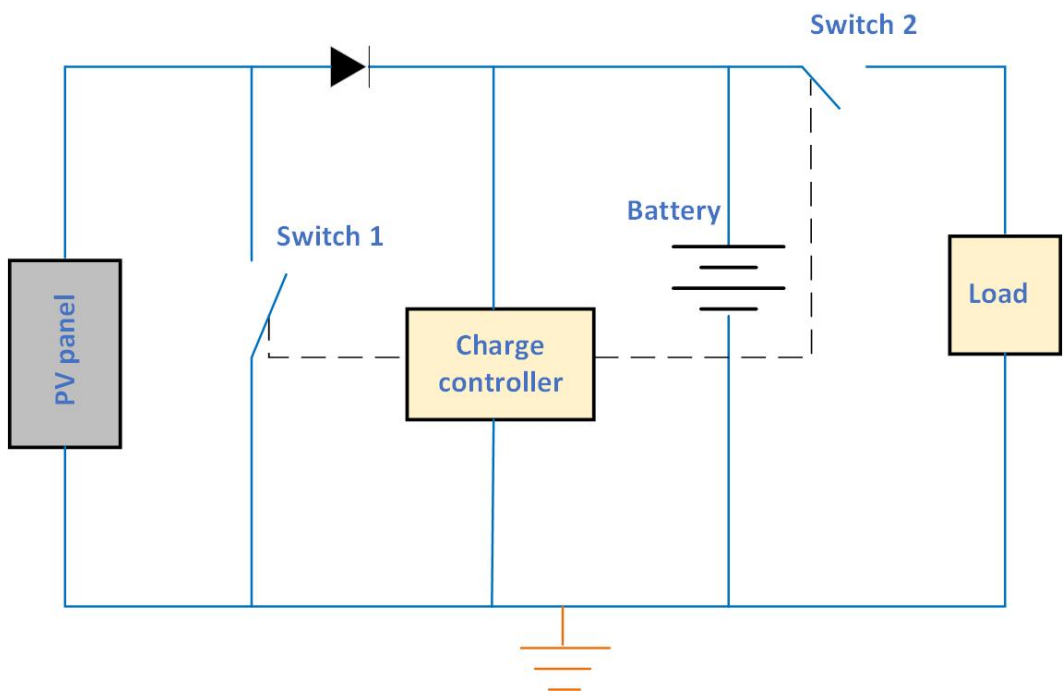 Switch 2
Switch 1
Battery
PV panel
Charge
controller
Load